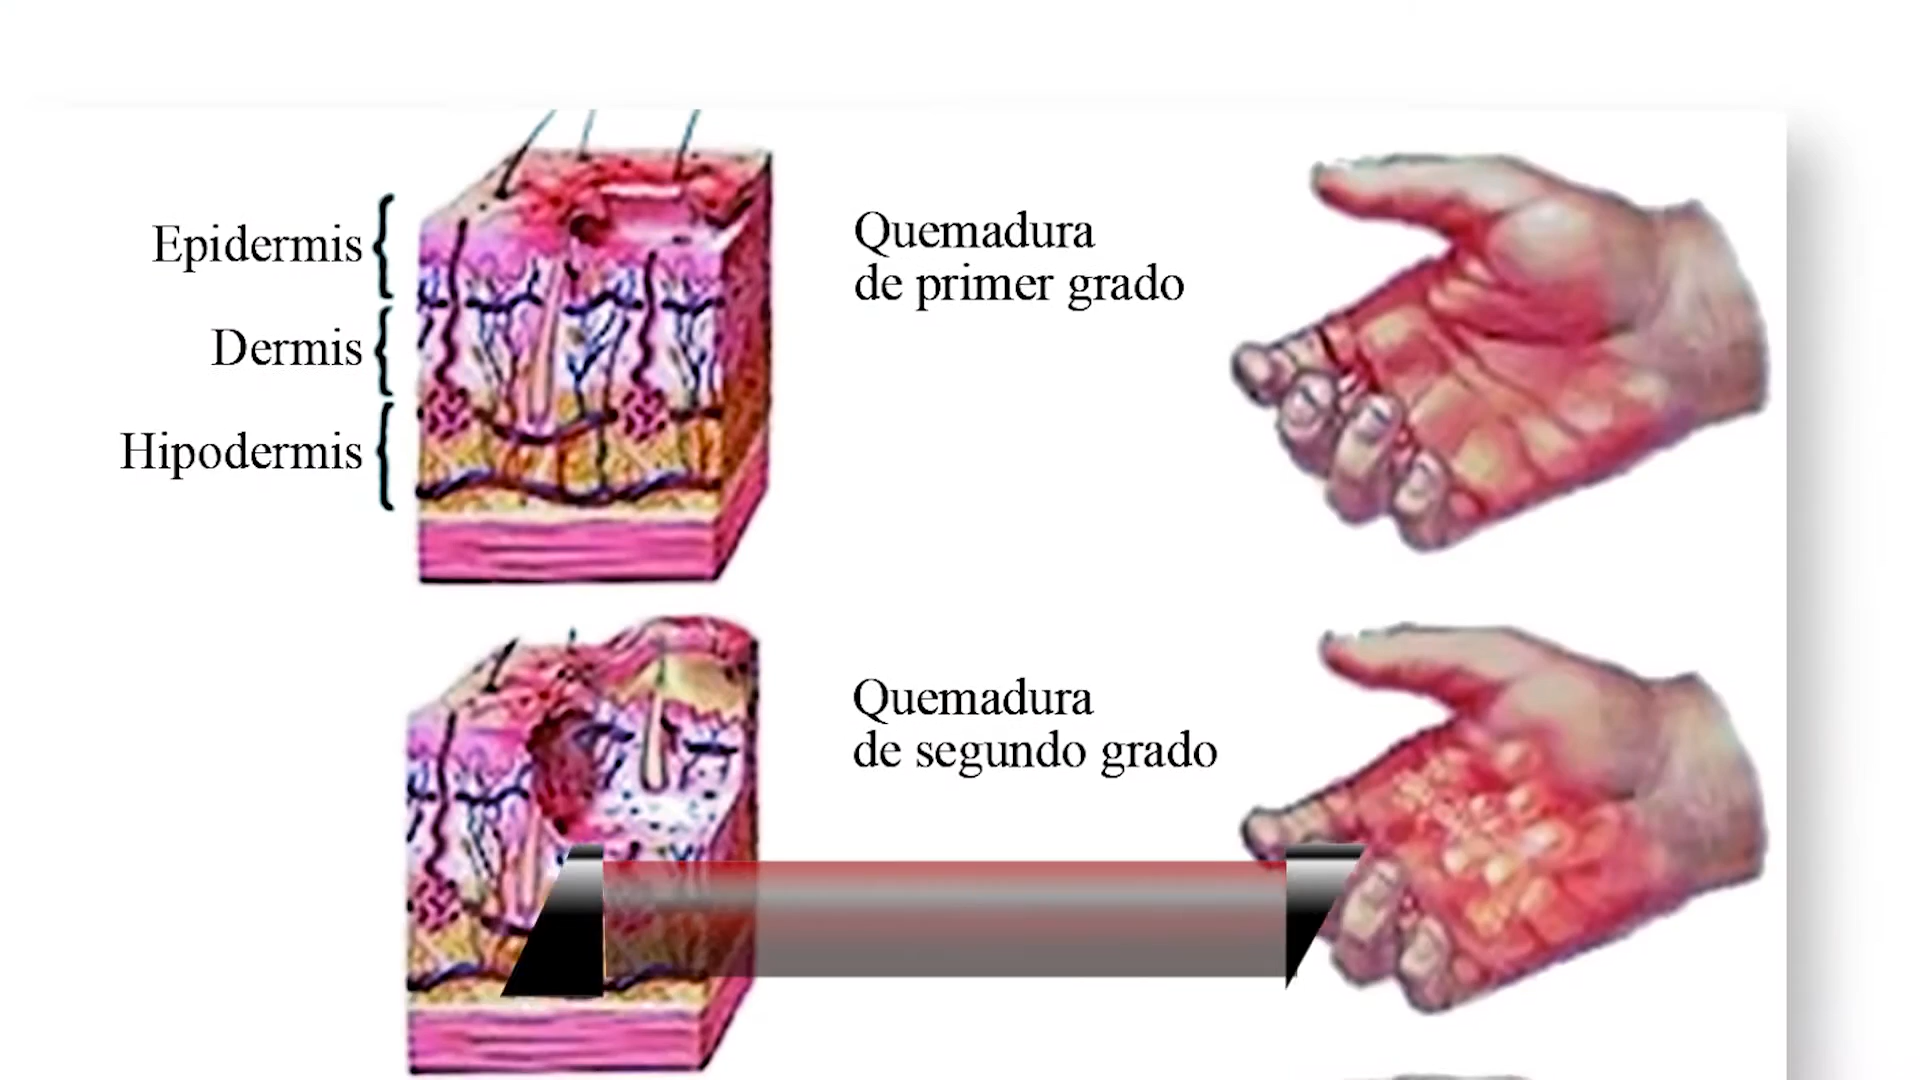 Epidermis
Dermis
Hipodermis
Quemadura
de primer grado
Quemadura
de segundo grado